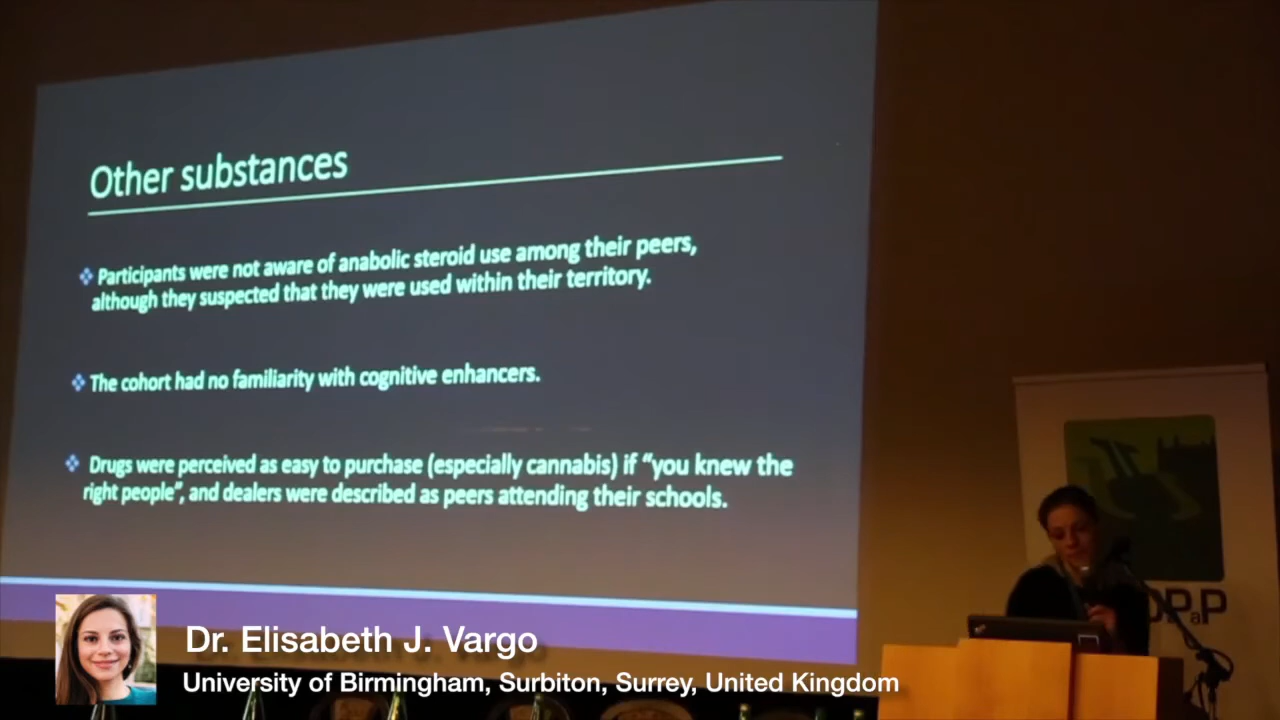 Other substances
❖ Participants were not aware of anabolic steroid use among their peers,
although they suspected that they were used within their territory.
❖ The cohort had no familiarity with cognitive enhancers.
❖ Drugs were perceived as easy to purchase (especially cannabis) if “you knew the
right people”, and dealers were described as peers attending their schools.
Dr. Elisabeth J. Vargo
University of Birmingham, Surbiton, Surrey, United Kingdom